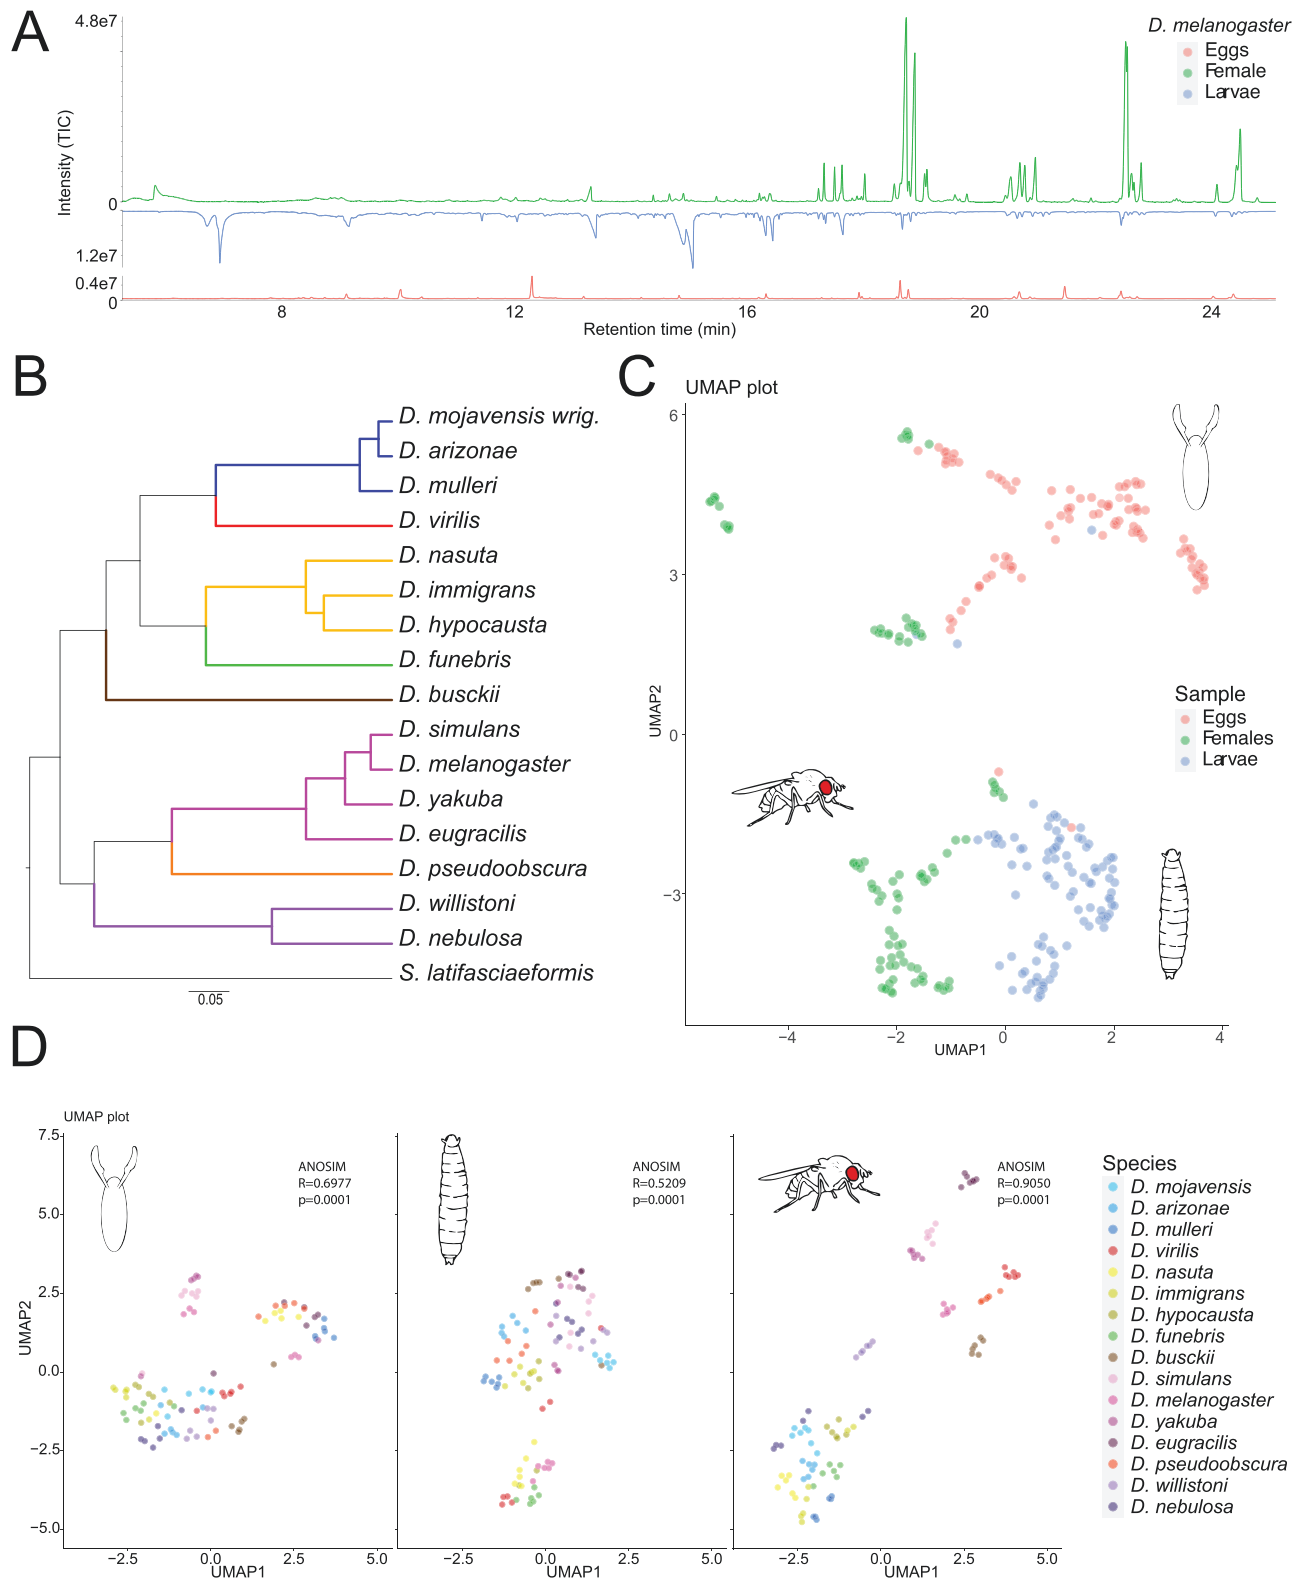 A
4.8e7
Intensity (TIC)
0
1.2e7
0.4e7
0
8
12
16
20
24
Retention time (min)
D. melanogaster
Eggs
Female
Larvae
B
D. mojavensis wrig.
D. arizonae
D. mulleri
D. virilis
D. nasuta
D. immigrans
D. hypocausta
D. funebris
D. busckii
D. simulans
D. melanogaster
D. yakuba
D. eugracilis
D. pseudoobscura
D. willistoni
D. nebulosa
S. latifasciaeformis
0.05
C
UMAP plot
6
3
0
−3
UMAP2
−4
−2
0
2
4
UMAP1
Sample
Eggs
Females
Larvae
D
UMAP plot
7.5
5.0
2.5
0.0
−2.5
−5.0
UMAP2
ANOSIM
R=0.6977
p=0.0001
−2.5
0.0
2.5
5.0
UMAP1
ANOSIM
R=0.5209
p=0.0001
−2.5
0.0
2.5
5.0
UMAP1
ANOSIM
R=0.9050
p=0.0001
−2.5
0.0
2.5
5.0
UMAP1
Species
D. mojavensis
D. arizonae
D. mulleri
D. virilis
D. nasuta
D. immigrans
D. hypocausta
D. funebris
D. busckii
D. simulans
D. melanogaster
D. yakuba
D. eugracilis
D. pseudoobscura
D. willistoni
D. nebulosa